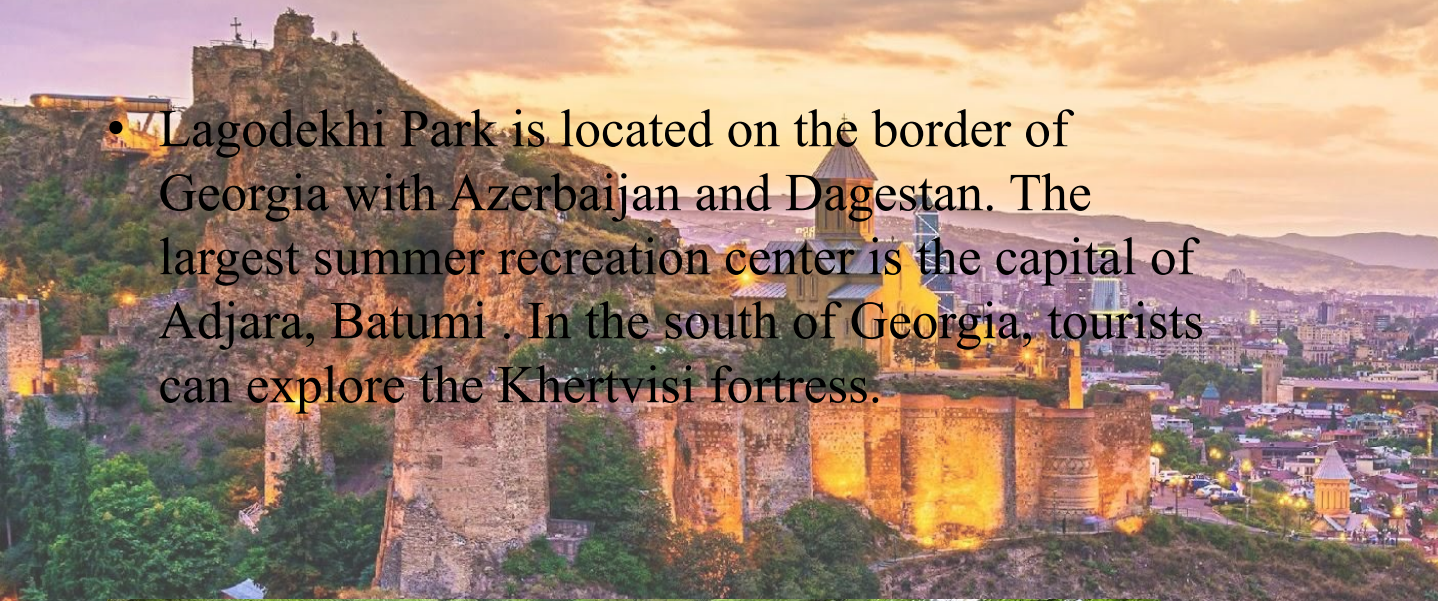 • Lagodekhi Park is located on the border of
Georgia with Azerbaijan and Dagestan. The
largest summer recreation center is the capital of
Adjara, Batumi . In the south of Georgia, tourists
can explore the Khertvisi fortress.